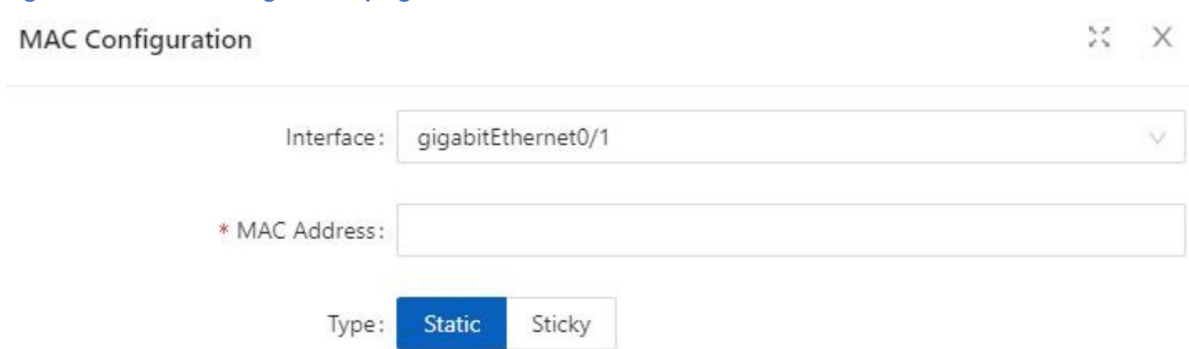 MAC Configuration
Interface: gigabitEthernet0/1
* MAC Address:
Type: Static Sticky